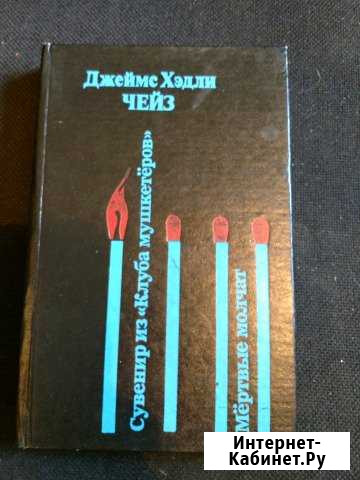 Джеймс Хэдли
ЧЕЙЗ
Сувенир из «Клуба мушкетёров»
мёртвые молчат
Интернет-
Кабинет.Ру